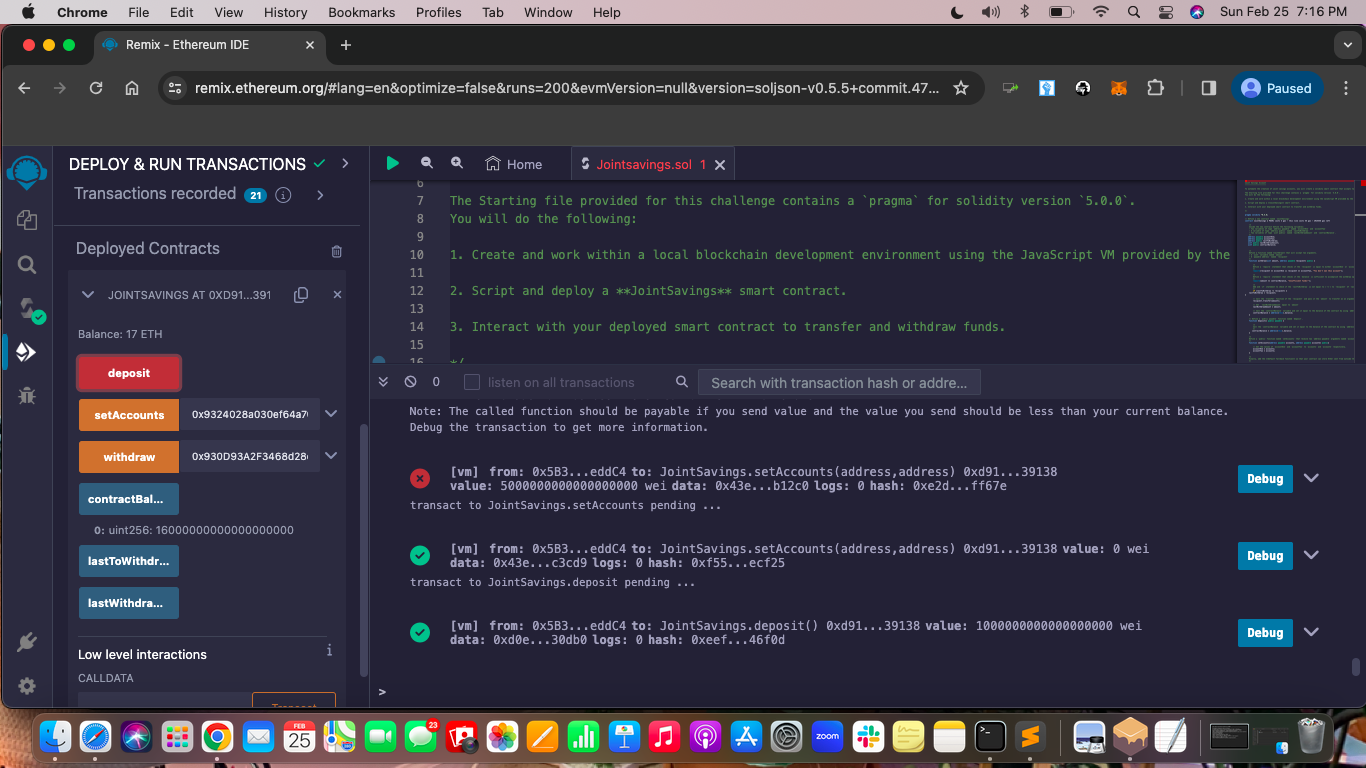 Chrome File Edit View History Bookmarks Profiles Tab Window Help Sun Feb 25 7:16 PM
Remix - Ethereum IDE
remix.ethereum.org/#lang=en&optimize=false&runs=200&evmVersion=null&version=soljson-v0.5.5+commit.47...
Paused
DEPLOY & RUN TRANSACTIONS
Transactions recorded 21 i
Deployed Contracts
JOINTSAVINGS AT 0XD91...391
Balance: 17 ETH
deposit
setAccounts 0x9324028a030ef64a7
withdraw 0x930D93A2F3468d28
contractBal...
0: uint256: 16000000000000000000
lastToWithdr...
lastWithdra...
Low level interactions i
CALLDATA
Transact
Home
Jointsavings.sol 1
6
7 The Starting file provided for this challenge contains a `pragma` for solidity version `5.0.0`.
8 You will do the following:
9
10 1. Create and work within a local blockchain development environment using the JavaScript VM provided by the
11
12 2. Script and deploy a **JointSavings** smart contract.
13
14 3. Interact with your deployed smart contract to transfer and withdraw funds.
15
16 */
0 listen on all transactions Search with transaction hash or addre...
Note: The called function should be payable if you send value and the value you send should be less than your current balance.
Debug the transaction to get more information.
[vm] from: 0x5B3...eddC4 to: JointSavings.setAccounts(address,address) 0xd91...39138
value: 5000000000000000000 wei data: 0x43e...b12c0 logs: 0 hash: 0xe2d...ff67e
Debug
transact to JointSavings.setAccounts pending ...
[vm] from: 0x5B3...eddC4 to: JointSavings.setAccounts(address,address) 0xd91...39138 value: 0 wei
data: 0x43e...c3cd9 logs: 0 hash: 0xf55...ecf25
Debug
transact to JointSavings.deposit pending ...
[vm] from: 0x5B3...eddC4 to: JointSavings.deposit() 0xd91...39138 value: 1000000000000000000 wei
data: 0xd0e...30db0 logs: 0 hash: 0xeef...46f0d
Debug
>
FEB
25
23
zoom